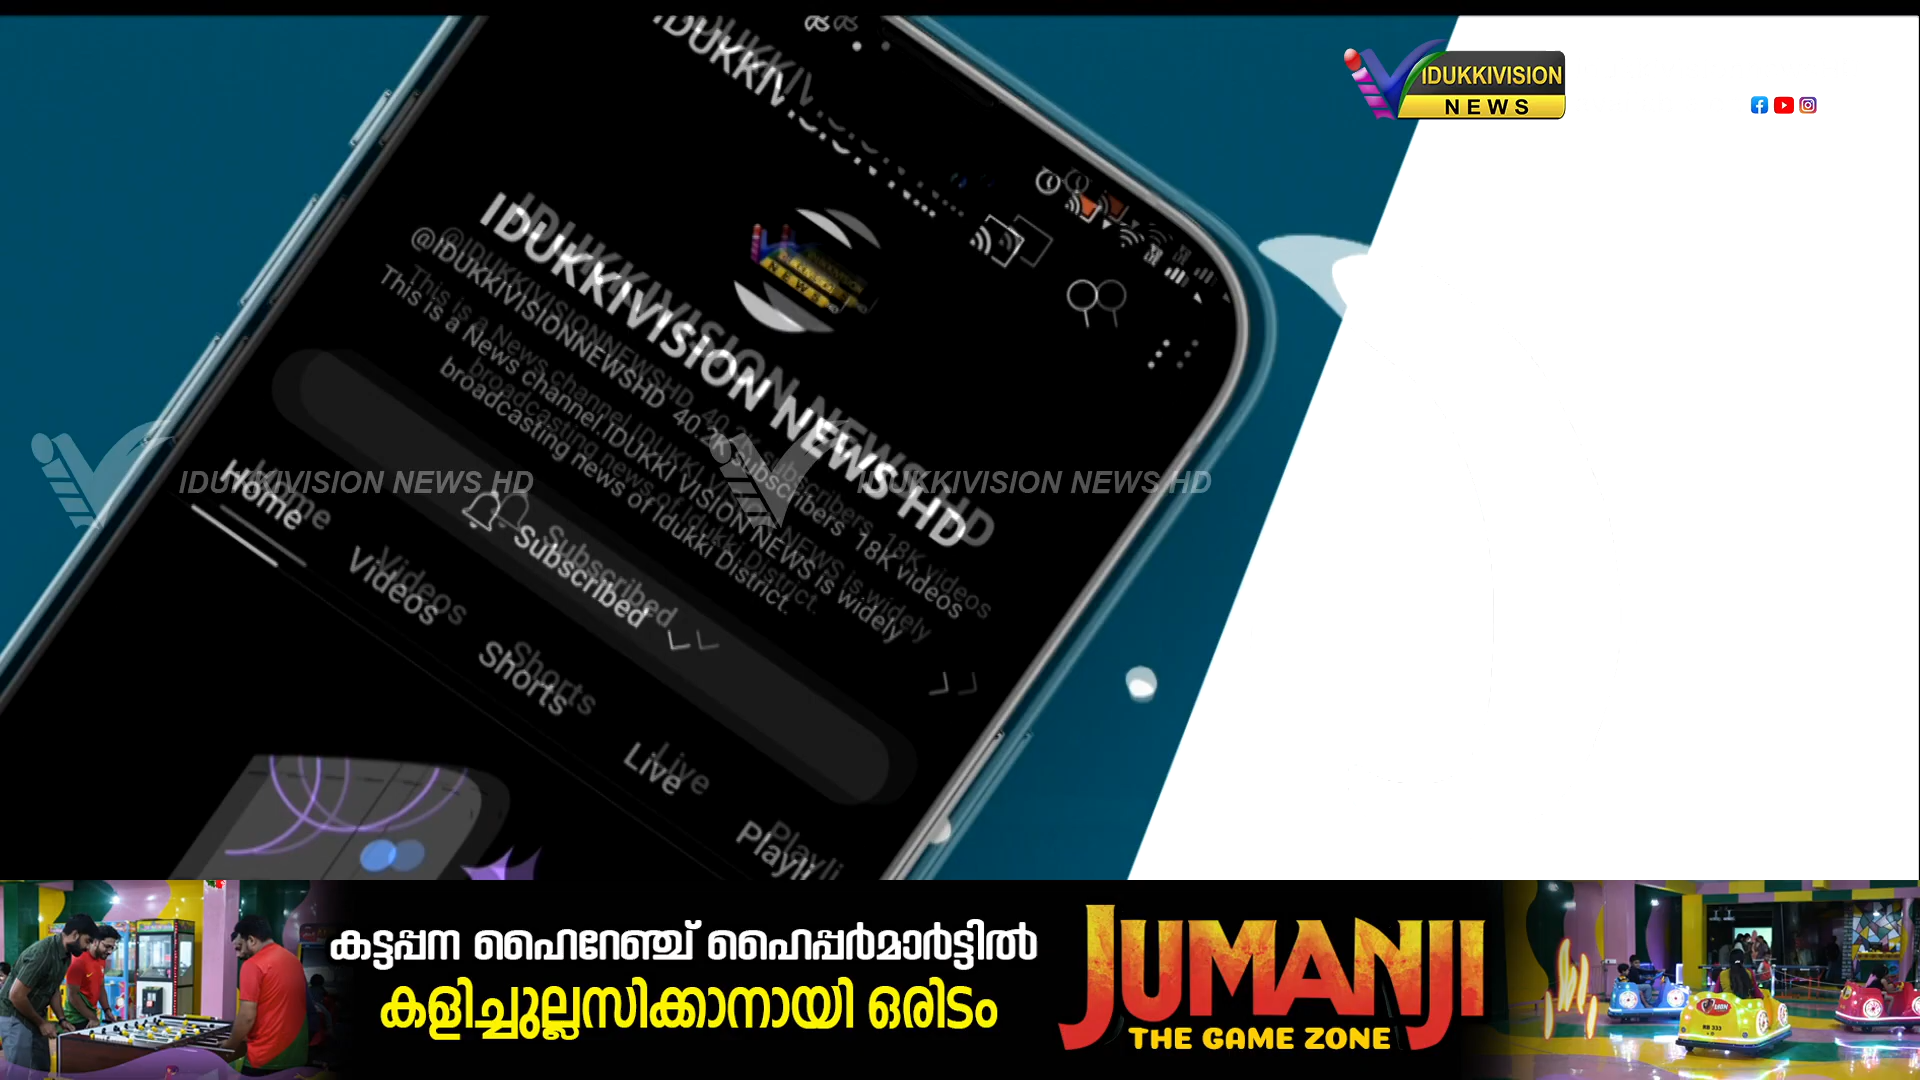 IDUKKIVISION
NEWS
IDUKKIV
IDUKKIVISION NEWS HD
@IDUKKIVISIONNEWSHD 40.2K subscribers 18K videos
This is a News channel.IDUKKI VISION NEWS is widely
broadcasting news of Idukki District.
Subscribed
Home
Videos
Shorts
Live
Playli
IDUKKIVISION NEWS HD
IDUKKIVISION NEWS HD
കട്ടപ്പന ഹൈറേഞ്ച് ഹൈപ്പർമാർട്ടിൽ
കളിച്ചുല്ലസിക്കാനായി ഒരിടം
JUMANJI
THE GAME ZONE